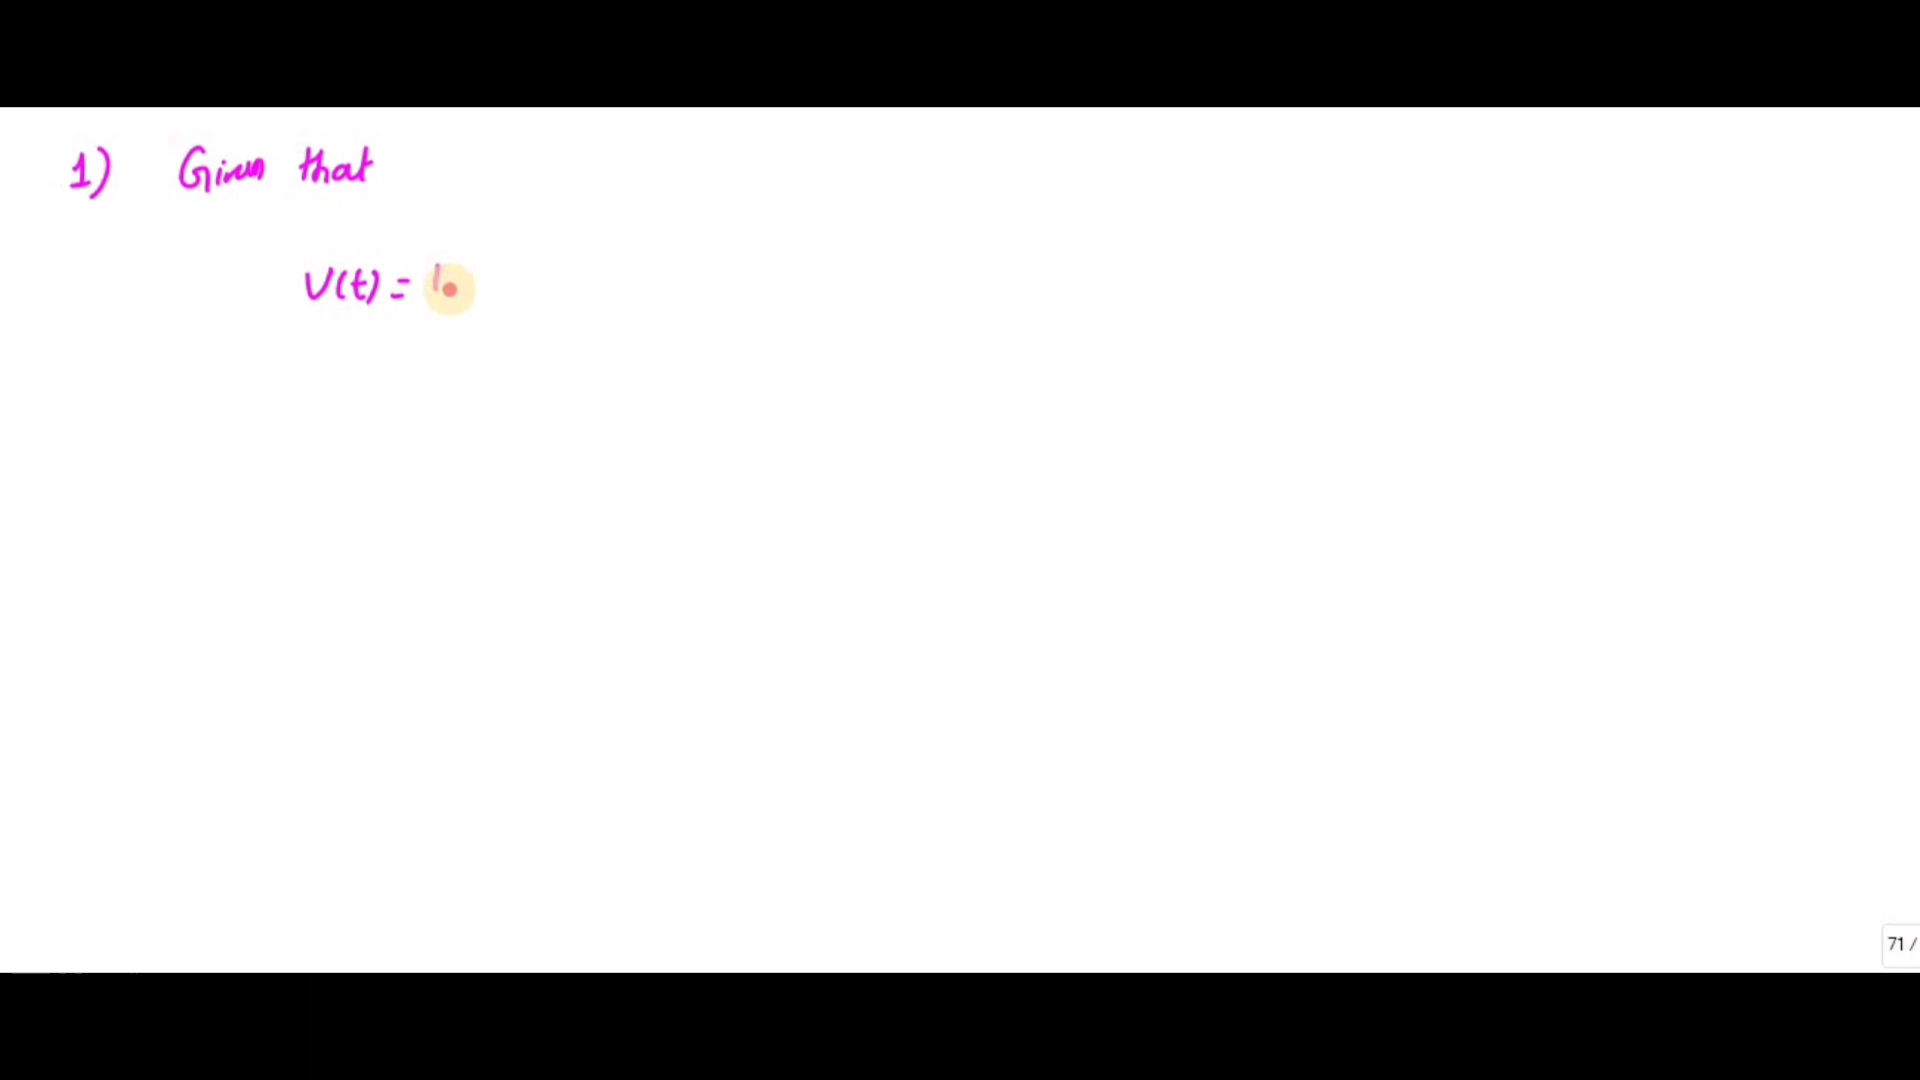 1) Given that
V(t) =
71 /